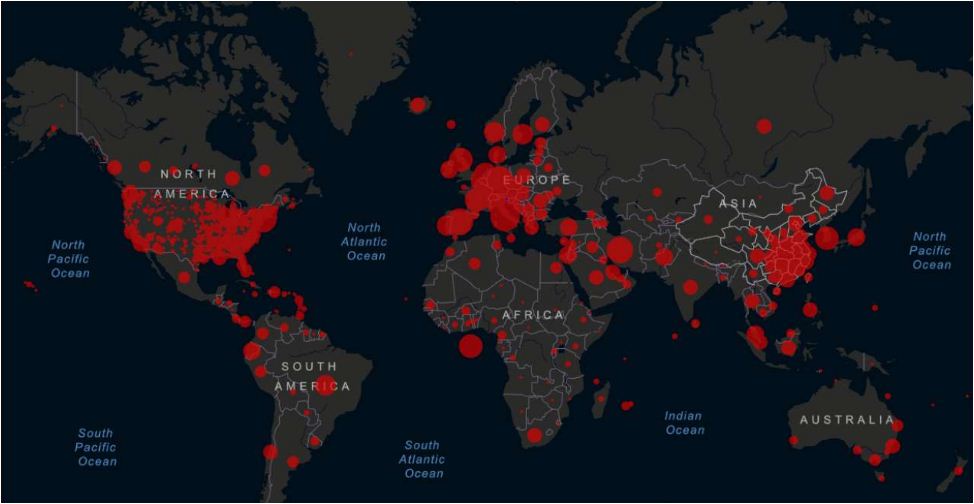 NORTH
AMERICA
EUROPE
ASIA
North
Pacific
Ocean
North
Atlantic
Ocean
North
Pacific
Ocean
AFRICA
SOUTH
AMERICA
South
Pacific
Ocean
South
Atlantic
Ocean
Indian
Ocean
AUSTRALIA